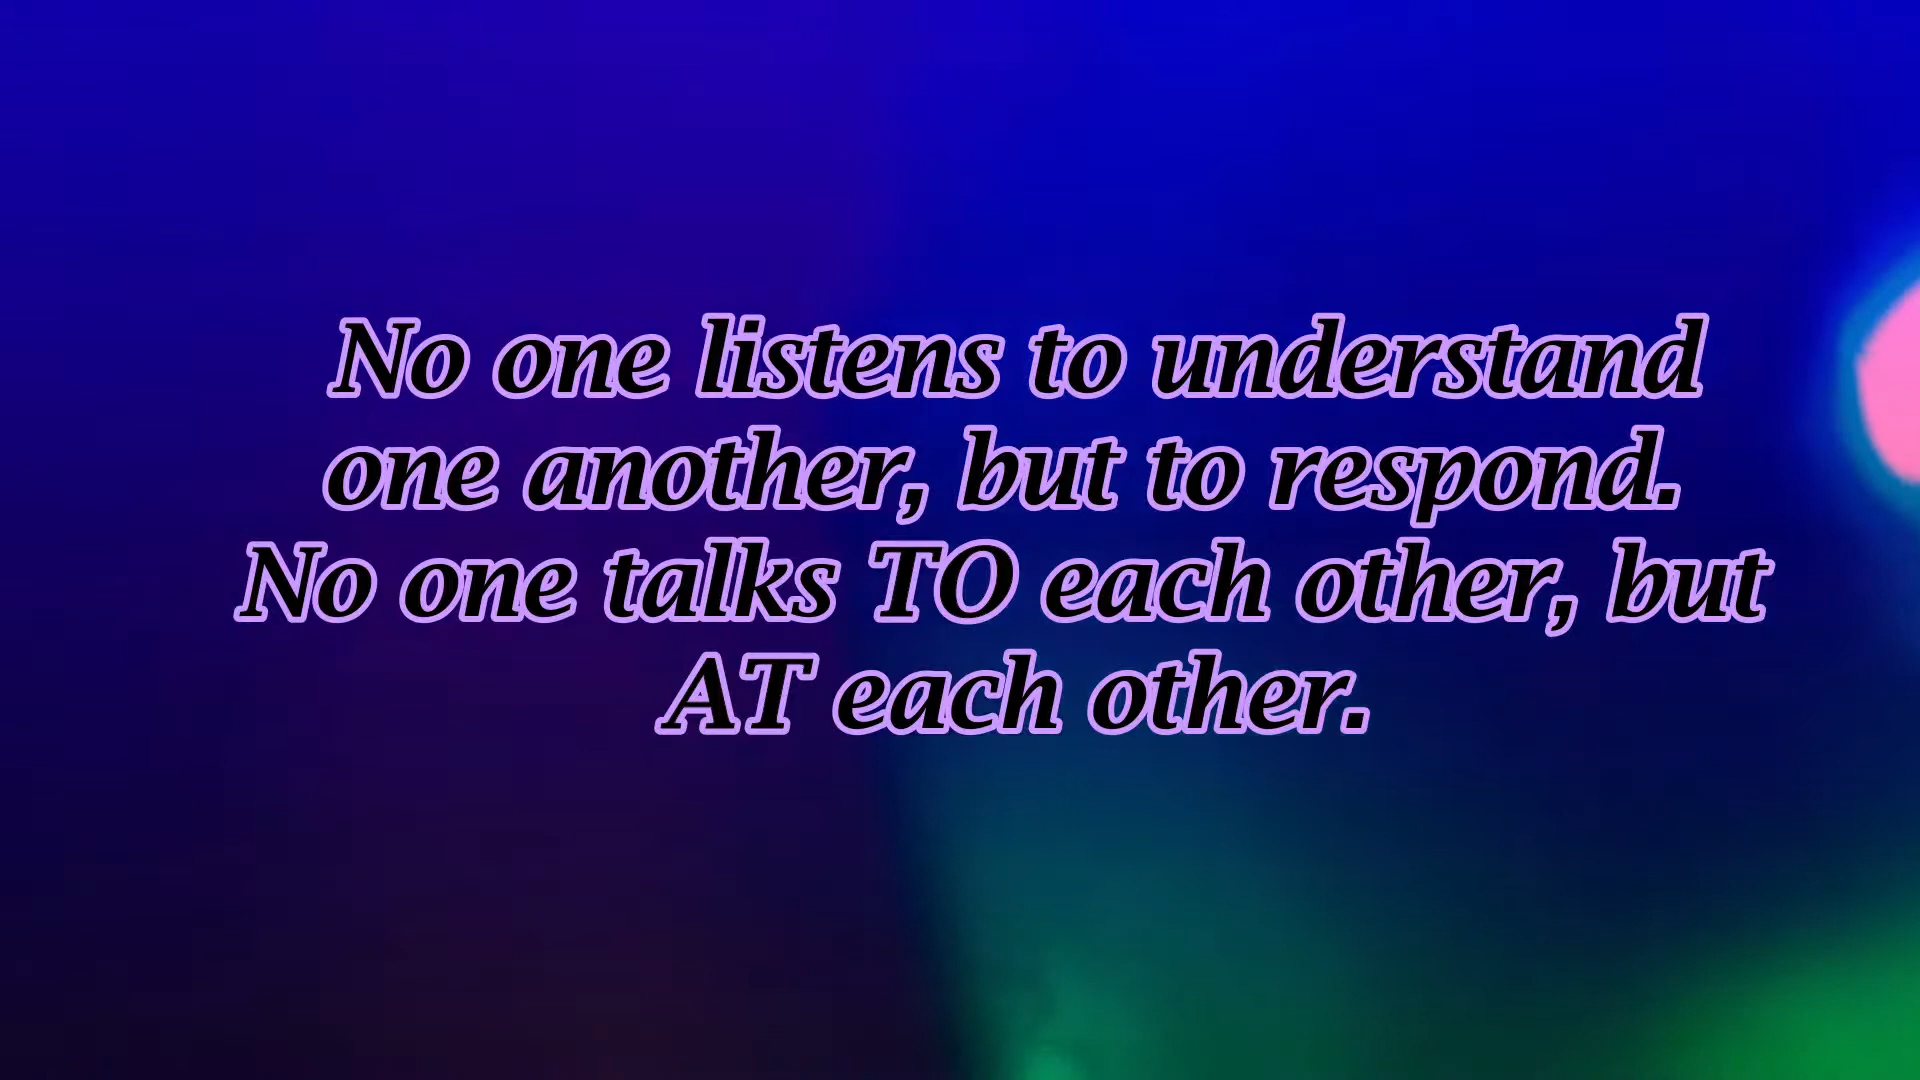 No one listens to understand
one another, but to respond.
No one talks TO each other, but
AT each other.